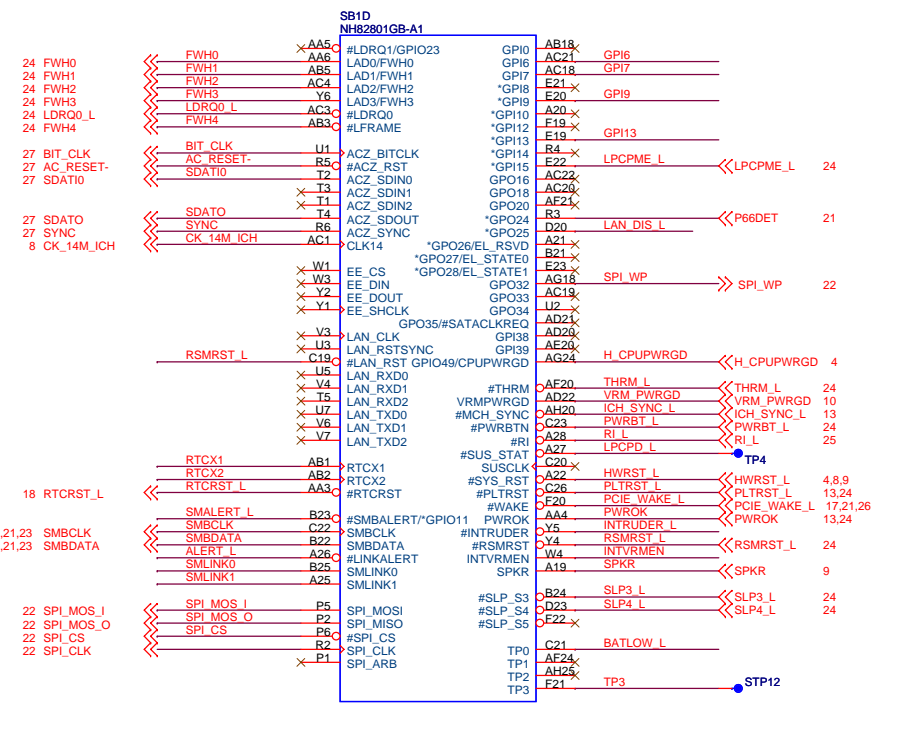 SB1D
NH82801GB-A1
24 FWH0 FWH0 AA5 #LDRQ1/GPIO23 GPI0 AB18
24 FWH1 FWH1 AA6 LAD0/FWH0 GPI6 AC21 GPI6
24 FWH2 FWH2 AB5 LAD1/FWH1 GPI7 AC18 GPI7
24 FWH3 FWH3 AC4 LAD2/FWH2 *GPI8 E21
24 LDRQ0_L LDRQ0_L Y6 LAD3/FWH3 *GPI9 E20 GPI9
24 FWH4 FWH4 AC3 #LDRQ0 *GPI10 A20
AB3 #LFRAME *GPI12 F19
*GPI13 E19 GPI13
27 BIT_CLK BIT_CLK U1 ACZ_BITCLK *GPI14 R4
27 AC_RESET- AC_RESET- R5 #ACZ_RST *GPI15 E22 LPCPME_L LPCPME_L 24
27 SDATI0 SDATI0 T2 ACZ_SDIN0 GPO16 AC22
T3 ACZ_SDIN1 GPO18 AC20
T1 ACZ_SDIN2 GPO20 AF21
27 SDATO SDATO T4 ACZ_SDOUT *GPO24 R3 P66DET 21
27 SYNC SYNC R6 ACZ_SYNC *GPO25 D20 LAN_DIS_L
8 CK_14M_ICH CK_14M_ICH AC1 CLK14 *GPO26/EL_RSVD A21
*GPO27/EL_STATE0 B21
W1 EE_CS *GPO28/EL_STATE1 E23
W3 EE_DIN GPO32 AG18 SPI_WP SPI_WP 22
Y2 EE_DOUT GPO33 AC19
Y1 EE_SHCLK GPO34 U2
GPO35/#SATACLKREQ AD21
V3 LAN_CLK GPI38 AD20
U3 LAN_RSTSYNC GPI39 AE20
RSMRST_L C19 #LAN_RST GPIO49/CPUPWRGD AG24 H_CPUPWRGD H_CPUPWRGD 4
U5 LAN_RXD0
V4 LAN_RXD1 #THRM AF20 THRM_L THRM_L 24
T5 LAN_RXD2 VRMPWRGD AD22 VRM_PWRGD VRM_PWRGD 10
U7 LAN_TXD0 #MCH_SYNC AH20 ICH_SYNC_L ICH_SYNC_L 13
V6 LAN_TXD1 #PWRBTN C23 PWRBT_L PWRBT_L 24
V7 LAN_TXD2 #RI A28 RI_L RI_L 25
#SUS_STAT A27 LPCPD_L TP4
RTCX1 AB1 RTCX1 SUSCLK C20
RTCX2 AB2 RTCX2 #SYS_RST A22 HWRST_L HWRST_L 4,8,9
18 RTCRST_L RTCRST_L AA3 #RTCRST #PLTRST C26 PLTRST_L PLTRST_L 13,24
#WAKE F20 PCIE_WAKE_L PCIE_WAKE_L 17,21,26
SMALERT_L B23 #SMBALERT/*GPIO11 PWROK AA4 PWROK PWROK 13,24
,21,23 SMBCLK SMBCLK C22 SMBCLK #INTRUDER Y5 INTRUDER_L
,21,23 SMBDATA SMBDATA B22 SMBDATA #RSMRST Y4 RSMRST_L RSMRST_L 24
ALERT_L A26 #LINKALERT INTVRMEN W4 INTVRMEN
SMLINK0 B25 SMLINK0 SPKR A19 SPKR SPKR 9
SMLINK1 A25 SMLINK1
#SLP_S3 B24 SLP3_L SLP3_L 24
22 SPI_MOS_I SPI_MOS_I P5 SPI_MOSI #SLP_S4 D23 SLP4_L SLP4_L 24
22 SPI_MOS_O SPI_MOS_O P2 SPI_MISO #SLP_S5 F22
22 SPI_CS SPI_CS P6 #SPI_CS
22 SPI_CLK R2 SPI_CLK TP0 C21 BATLOW_L
P1 SPI_ARB TP1 AF24
TP2 AH25
TP3 F21 TP3 STP12